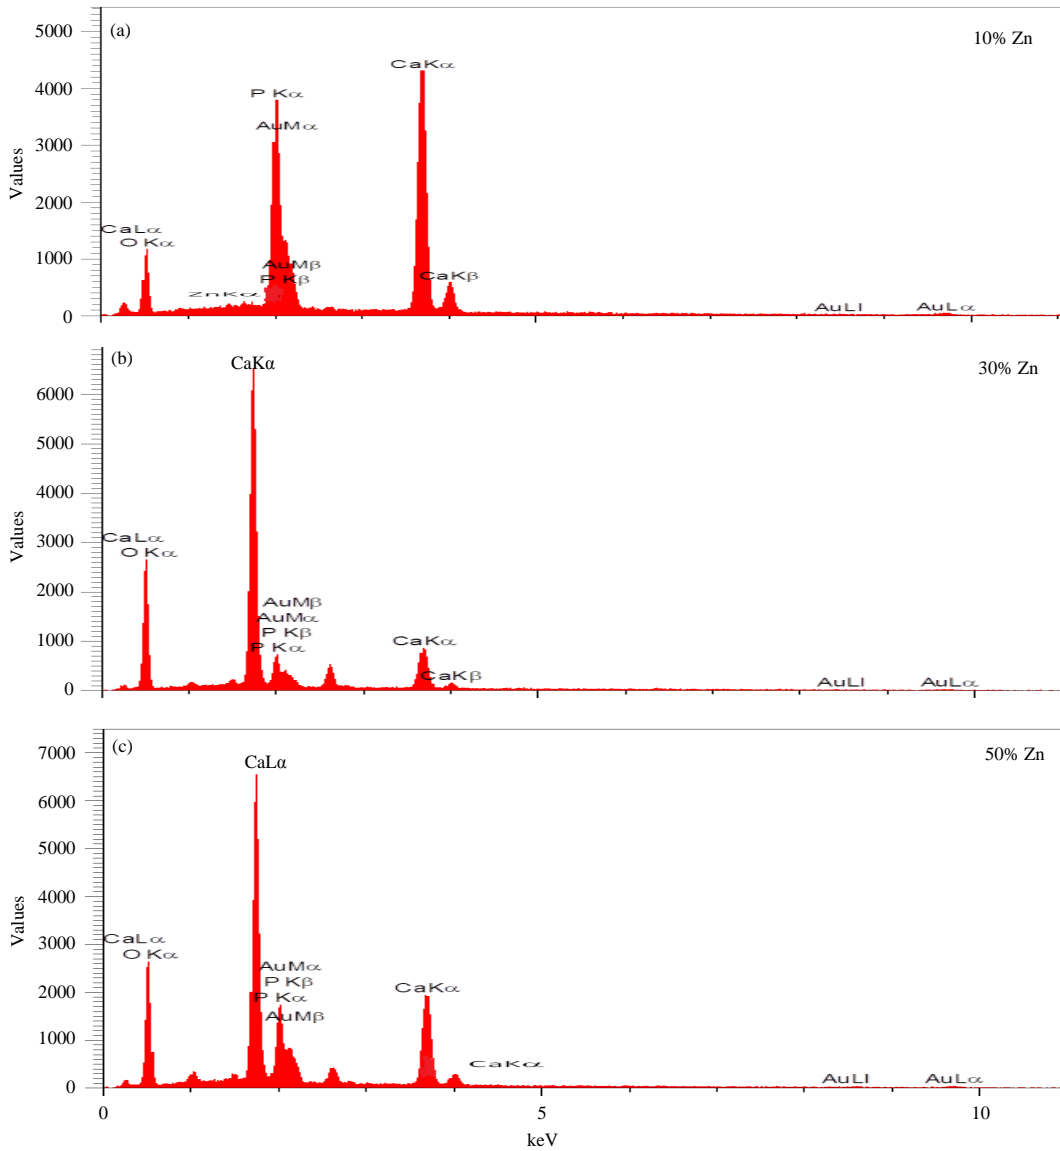 (a)
10% Zn
5000
4000
3000
2000
1000
0
Values
CaLα
O Kα
ZnKα
P Kα
AuMα
AuMβ
P Kβ
CaKα
CaKβ
AuLl
AuLα
(b)
30% Zn
6000
5000
4000
3000
2000
1000
0
Values
CaLα
O Kα
CaKα
AuMβ
AuMα
P Kβ
P Kα
CaKα
CaKβ
AuLl
AuLα
(c)
50% Zn
7000
6000
5000
4000
3000
2000
1000
0
Values
CaLα
O Kα
CaLα
AuMα
P Kβ
P Kα
AuMβ
CaKα
CaKα
AuLl
AuLα
0
5
10
keV